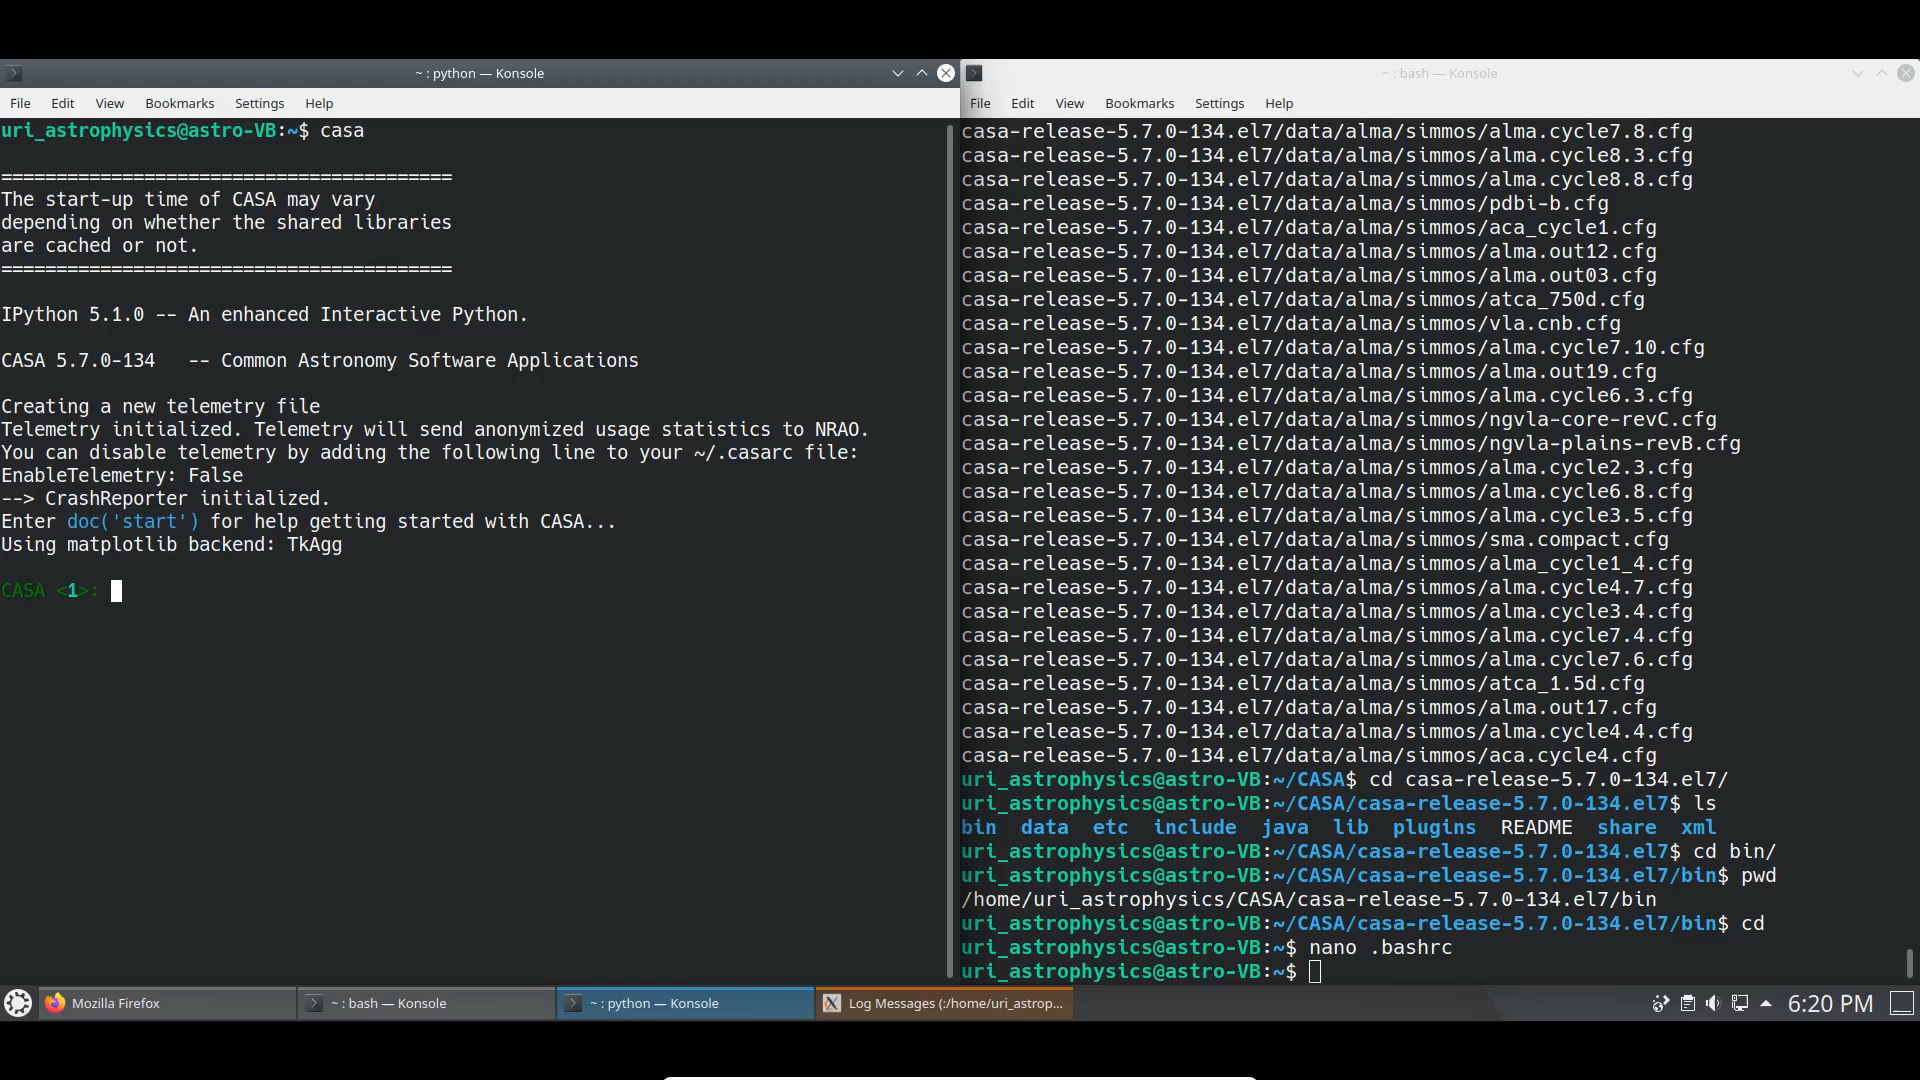 ~ : python — Konsole
File Edit View Bookmarks Settings Help
uri_astrophysics@astro-VB:~$ casa
=========================================
The start-up time of CASA may vary
depending on whether the shared libraries
are cached or not.
=========================================
IPython 5.1.0 -- An enhanced Interactive Python.
CASA 5.7.0-134   -- Common Astronomy Software Applications
Creating a new telemetry file
Telemetry initialized. Telemetry will send anonymized usage statistics to NRAO.
You can disable telemetry by adding the following line to your ~/.casarc file:
EnableTelemetry: False
--> CrashReporter initialized.
Enter doc('start') for help getting started with CASA...
Using matplotlib backend: TkAgg
CASA <1>:
~ : bash — Konsole
File Edit View Bookmarks Settings Help
casa-release-5.7.0-134.el7/data/alma/simmos/alma.cycle7.8.cfg
casa-release-5.7.0-134.el7/data/alma/simmos/alma.cycle8.3.cfg
casa-release-5.7.0-134.el7/data/alma/simmos/alma.cycle8.8.cfg
casa-release-5.7.0-134.el7/data/alma/simmos/pdbi-b.cfg
casa-release-5.7.0-134.el7/data/alma/simmos/aca_cycle1.cfg
casa-release-5.7.0-134.el7/data/alma/simmos/alma.out12.cfg
casa-release-5.7.0-134.el7/data/alma/simmos/alma.out03.cfg
casa-release-5.7.0-134.el7/data/alma/simmos/atca_750d.cfg
casa-release-5.7.0-134.el7/data/alma/simmos/vla.cnb.cfg
casa-release-5.7.0-134.el7/data/alma/simmos/alma.cycle7.10.cfg
casa-release-5.7.0-134.el7/data/alma/simmos/alma.out19.cfg
casa-release-5.7.0-134.el7/data/alma/simmos/alma.cycle6.3.cfg
casa-release-5.7.0-134.el7/data/alma/simmos/ngvla-core-revC.cfg
casa-release-5.7.0-134.el7/data/alma/simmos/ngvla-plains-revB.cfg
casa-release-5.7.0-134.el7/data/alma/simmos/alma.cycle2.3.cfg
casa-release-5.7.0-134.el7/data/alma/simmos/alma.cycle6.8.cfg
casa-release-5.7.0-134.el7/data/alma/simmos/alma.cycle3.5.cfg
casa-release-5.7.0-134.el7/data/alma/simmos/sma.compact.cfg
casa-release-5.7.0-134.el7/data/alma/simmos/alma_cycle1_4.cfg
casa-release-5.7.0-134.el7/data/alma/simmos/alma.cycle4.7.cfg
casa-release-5.7.0-134.el7/data/alma/simmos/alma.cycle3.4.cfg
casa-release-5.7.0-134.el7/data/alma/simmos/alma.cycle7.4.cfg
casa-release-5.7.0-134.el7/data/alma/simmos/alma.cycle7.6.cfg
casa-release-5.7.0-134.el7/data/alma/simmos/atca_1.5d.cfg
casa-release-5.7.0-134.el7/data/alma/simmos/alma.out17.cfg
casa-release-5.7.0-134.el7/data/alma/simmos/alma.cycle4.4.cfg
casa-release-5.7.0-134.el7/data/alma/simmos/aca.cycle4.cfg
uri_astrophysics@astro-VB:~/CASA$ cd casa-release-5.7.0-134.el7/
uri_astrophysics@astro-VB:~/CASA/casa-release-5.7.0-134.el7$ ls
bin  data  etc  include  java  lib  plugins  README  share  xml
uri_astrophysics@astro-VB:~/CASA/casa-release-5.7.0-134.el7$ cd bin/
uri_astrophysics@astro-VB:~/CASA/casa-release-5.7.0-134.el7/bin$ pwd
/home/uri_astrophysics/CASA/casa-release-5.7.0-134.el7/bin
uri_astrophysics@astro-VB:~/CASA/casa-release-5.7.0-134.el7/bin$ cd
uri_astrophysics@astro-VB:~$ nano .bashrc
uri_astrophysics@astro-VB:~$
Mozilla Firefox
~ : bash — Konsole
~ : python — Konsole
Log Messages (:/home/uri_astrop...
6:20 PM